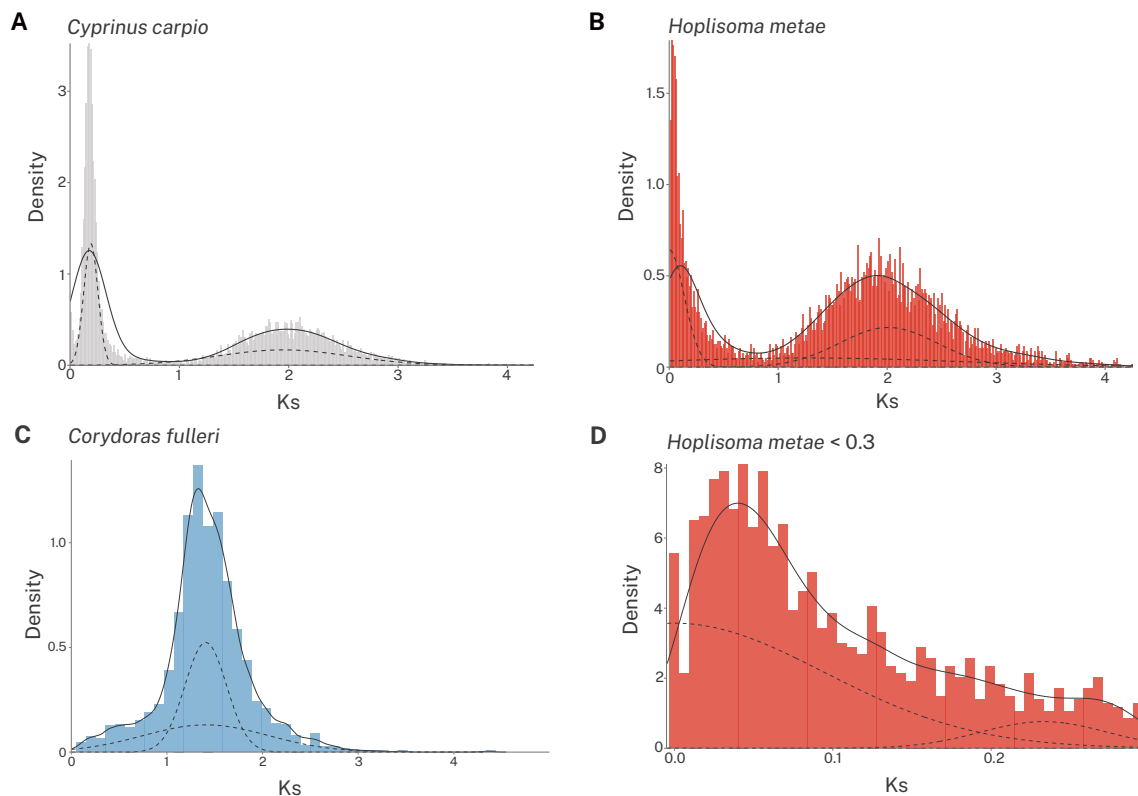 A
Cyprinus carpio
Density
3
2
1
0
0 1 2 3 4
Ks
B
Hoplisoma metae
Density
1.5
1.0
0.5
0
0 1 2 3 4
Ks
C
Corydoras fulleri
Density
1.0
0.5
0
0 1 2 3 4
Ks
D
Hoplisoma metae < 0.3
Density
8
6
4
2
0
0.0 0.1 0.2
Ks